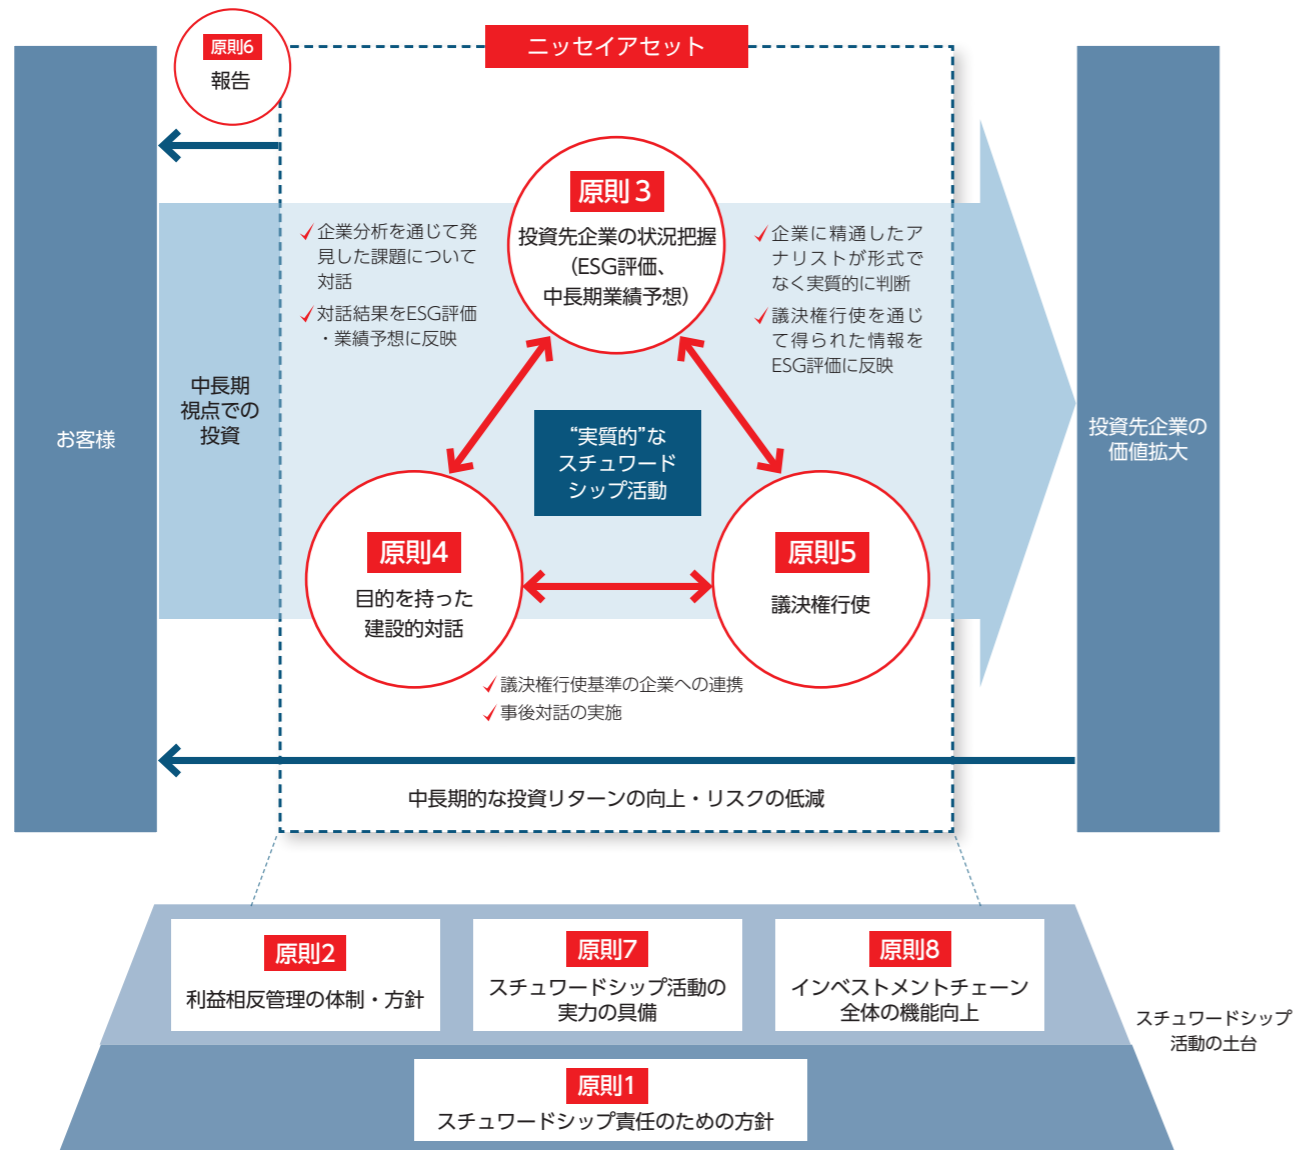 原則6
報告
ニッセイアセット
原則3
投資先企業の状況把握
(ESG評価、
中長期業績予想)
企業分析を通じて発
見した課題について
対話
対話結果をESG評価
・業績予想に反映
企業に精通したア
ナリストが形式で
なく実質的に判断
議決権行使を通じ
て得られた情報を
ESG評価に反映
お客様
中長期
視点での
投資
“実質的”な
スチュワード
シップ活動
投資先企業の
価値拡大
原則4
目的を持った
建設的対話
原則5
議決権行使
議決権行使基準の企業への連携
事後対話の実施
中長期的な投資リターンの向上・リスクの低減
原則2
利益相反管理の体制・方針
原則7
スチュワードシップ活動の
実力の具備
原則8
インベストメントチェーン
全体の機能向上
スチュワードシップ
活動の土台
原則1
スチュワードシップ責任のための方針